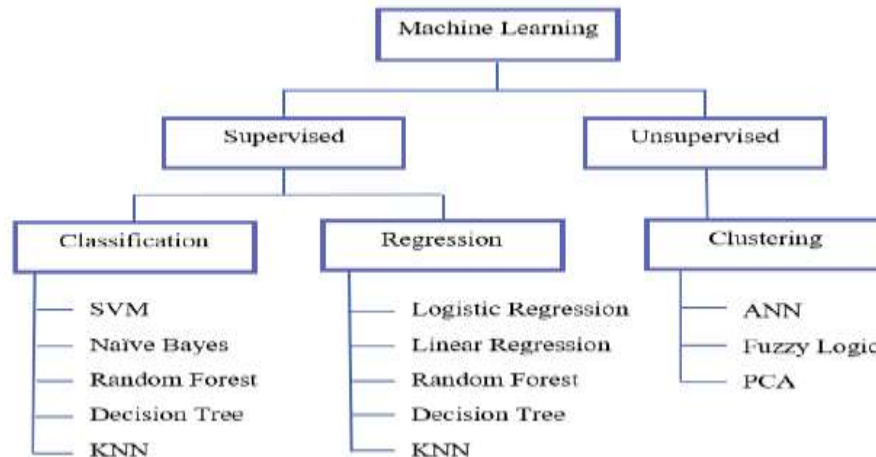 Machine Learning
Supervised
Unsupervised
Classification
Regression
Clustering
SVM
Naïve Bayes
Random Forest
Decision Tree
KNN
Logistic Regression
Linear Regression
Random Forest
Decision Tree
KNN
ANN
Fuzzy Logic
PCA